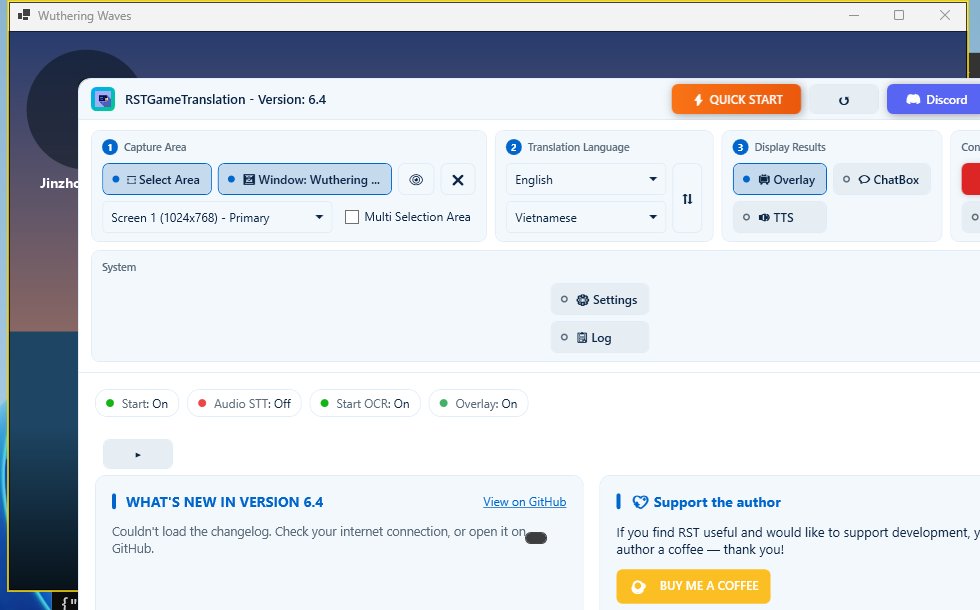 Wuthering Waves
RSTGameTranslation - Version: 6.4
QUICK START
Discord
1 Capture Area
Select Area
Window: Wuthering ...
Screen 1 (1024x768) - Primary
Multi Selection Area
2 Translation Language
English
Vietnamese
3 Display Results
Overlay
ChatBox
TTS
Con
Jinzho
System
Settings
Log
Start: On
Audio STT: Off
Start OCR: On
Overlay: On
WHAT'S NEW IN VERSION 6.4
View on GitHub
Couldn't load the changelog. Check your internet connection, or open it on
GitHub.
Support the author
If you find RST useful and would like to support development, y
author a coffee — thank you!
BUY ME A COFFEE
{"